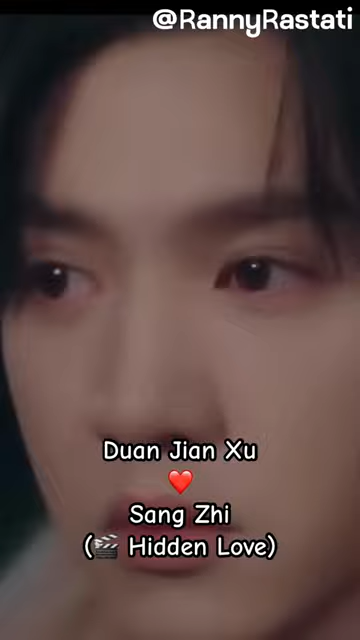 @RannyRastati
Duan Jian Xu
❤️
Sang Zhi
(🎬 Hidden Love)